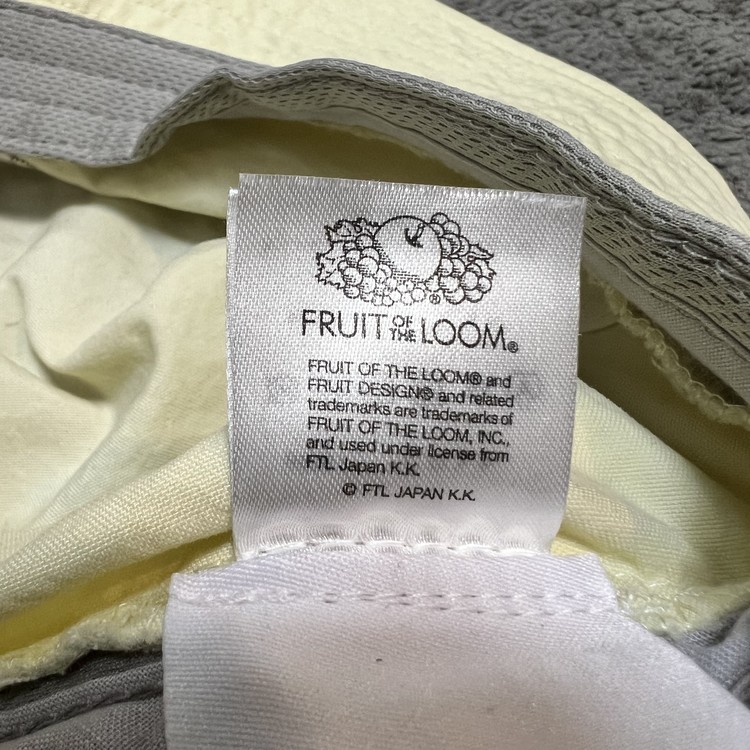 FRUIT OF THE LOOM®
FRUIT OF THE LOOM® and
FRUIT DESIGN® and related
trademarks are trademarks of
FRUIT OF THE LOOM, INC.,
and used under license from
FTL Japan K.K.
© FTL JAPAN K.K.